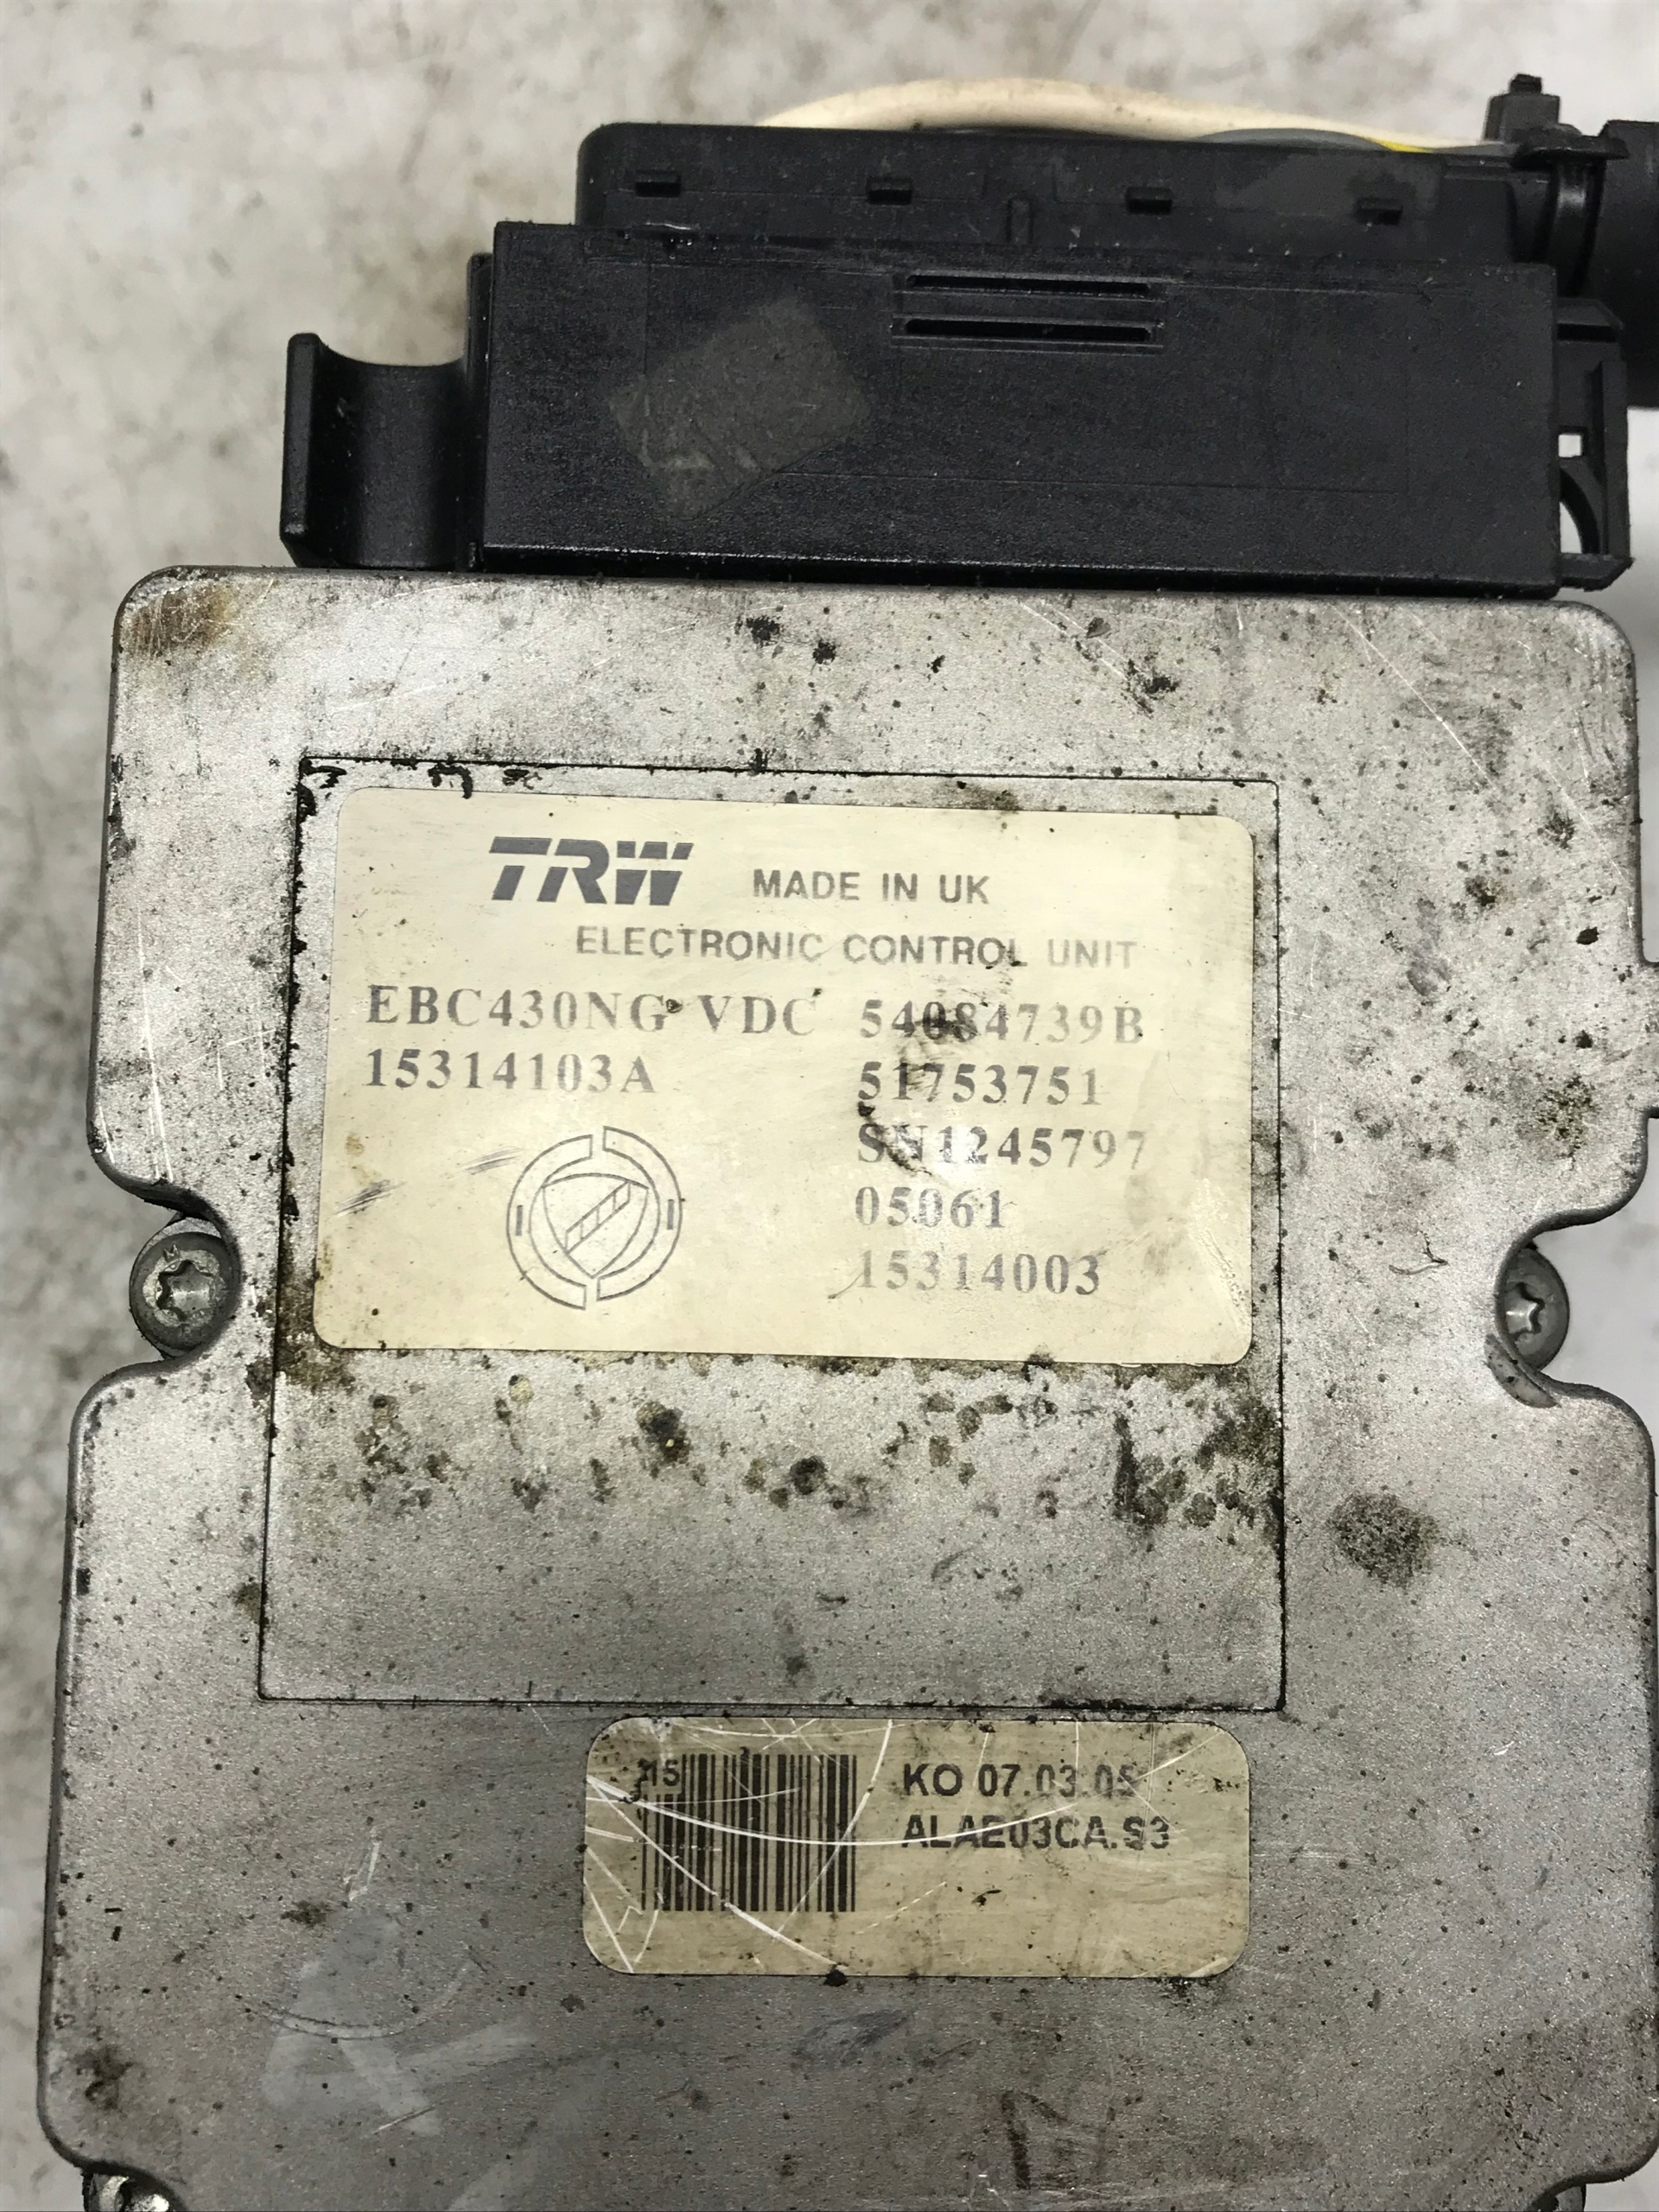 TRW MADE IN UK
ELECTRONIC CONTROL UNIT
EBC430NG VDC 54084739B
15314103A 51753751
SN1245797
05061
15314003
15
KO 07.03.05
ALAE03CA.S3